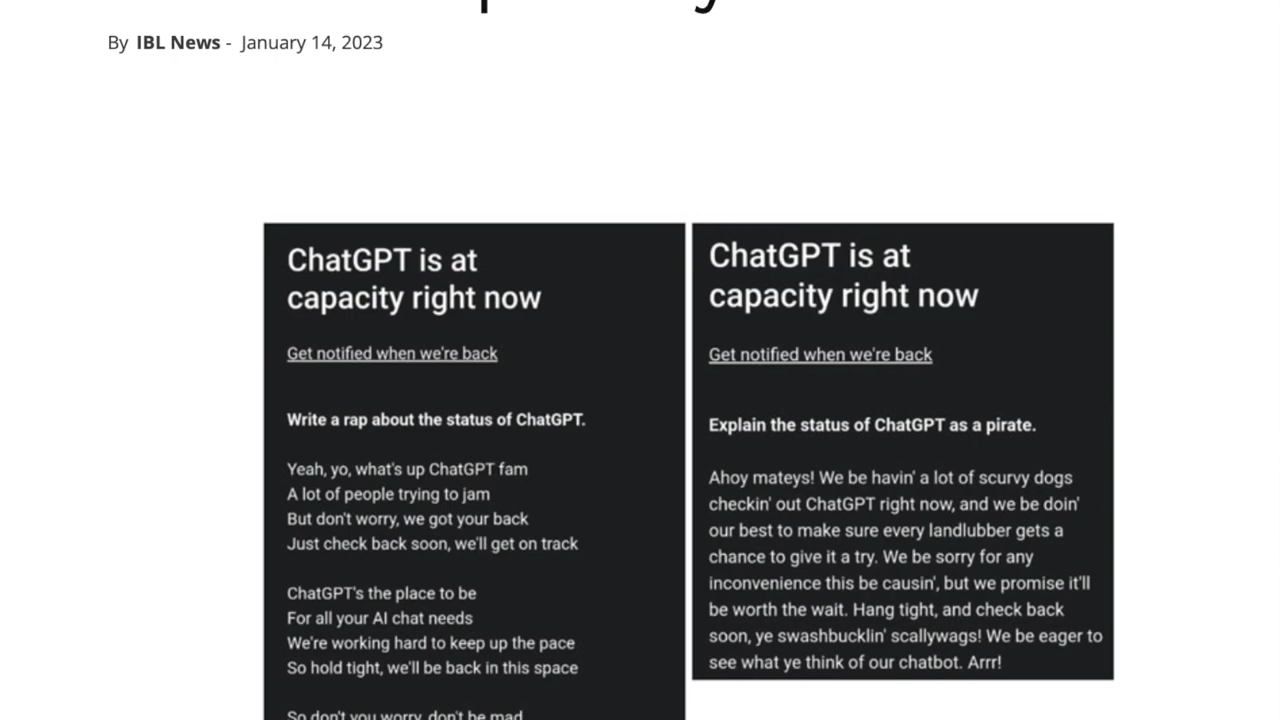 By IBL News - January 14, 2023
ChatGPT is at
capacity right now
Get notified when we're back
Write a rap about the status of ChatGPT.
Yeah, yo, what's up ChatGPT fam
A lot of people trying to jam
But don't worry, we got your back
Just check back soon, we'll get on track
ChatGPT's the place to be
For all your AI chat needs
We're working hard to keep up the pace
So hold tight, we'll be back in this space
So don't you worry, don't be mad
ChatGPT is at
capacity right now
Get notified when we're back
Explain the status of ChatGPT as a pirate.
Ahoy mateys! We be havin' a lot of scurvy dogs
checkin' out ChatGPT right now, and we be doin'
our best to make sure every landlubber gets a
chance to give it a try. We be sorry for any
inconvenience this be causin', but we promise it'll
be worth the wait. Hang tight, and check back
soon, ye swashbucklin' scallywags! We be eager to
see what ye think of our chatbot. Arrr!